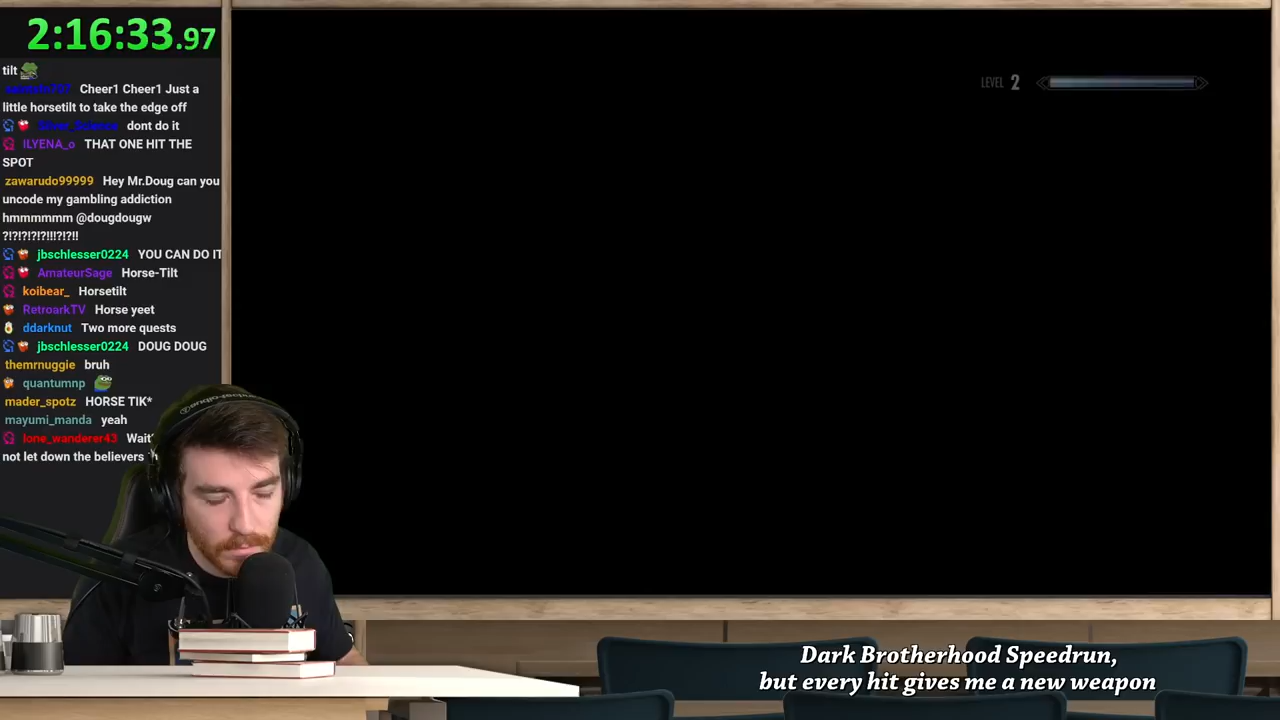 2:16:33.97
tilt
Cheer1 Cheer1 Just a
little horsetilt to take the edge off
dont do it
ILYENA_o THAT ONE HIT THE
SPOT
zawarudo99999 Hey Mr.Doug can you
uncode my gambling addiction
hmmmmmm @dougdougw
?!?!?!?!?!!!?!?!!
jbschlesser0224 YOU CAN DO IT
AmateurSage Horse-Tilt
koibear_ Horsetilt
RetroarkTV Horse yeet
ddarknut Two more quests
jbschlesser0224 DOUG DOUG
themrnuggie bruh
quantumnp
mader_spotz HORSE TIK*
mayumi_manda yeah
lone_wanderer43 Wait
not let down the believers
LEVEL 2
Dark Brotherhood Speedrun,
but every hit gives me a new weapon